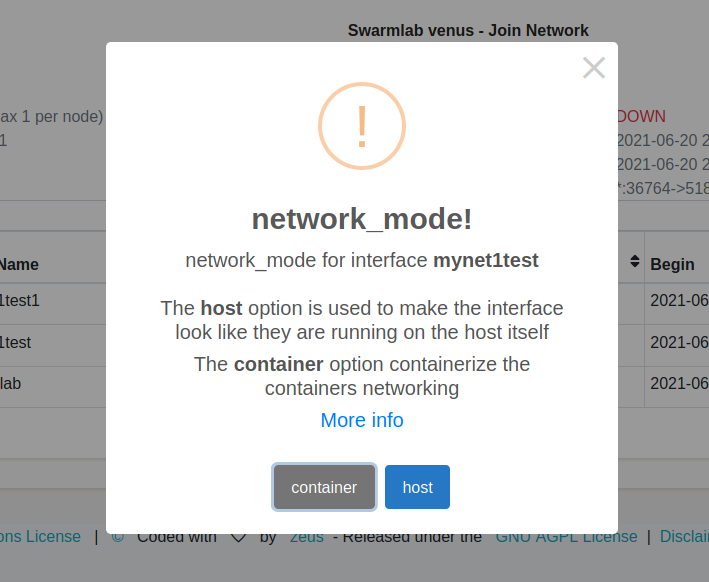 Swarmlab venus - Join Network
ax 1 per node)
DOWN
1
2021-06-20 2
2021-06-20 2
*:36764->518
!
network_mode!
network_mode for interface mynet1test
The host option is used to make the interface
look like they are running on the host itself
The container option containerize the
containers networking
More info
container host
Name Begin
1test1 2021-06
1test 2021-06
lab 2021-06
ons License | © Coded with by zeus - Released under the GNU AGPL License | Disclai